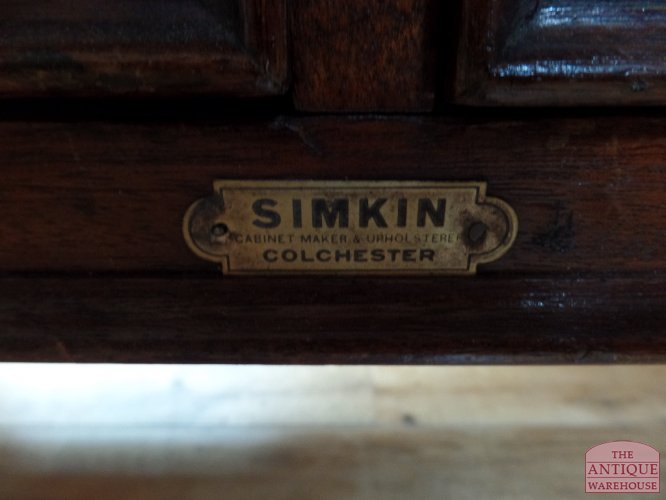 SIMKIN
CABINET MAKER & UPHOLSTERER
COLCHESTER
THE
ANTIQUE
WAREHOUSE